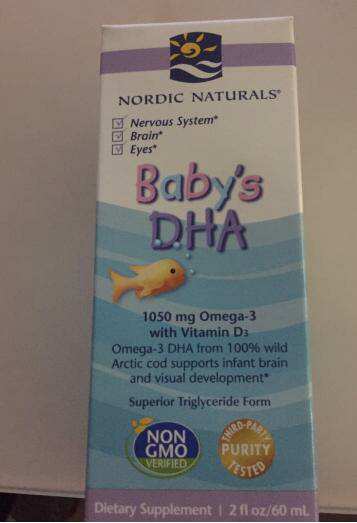 NORDIC NATURALS®
Nervous System*
Brain*
Eyes*
Baby's
DHA
1050 mg Omega-3
with Vitamin D3
Omega-3 DHA from 100% wild
Arctic cod supports infant brain
and visual development*
Superior Triglyceride Form
NON
GMO
VERIFIED
THIRD-PARTY
PURITY
TESTED
Dietary Supplement | 2 fl oz/60 mL